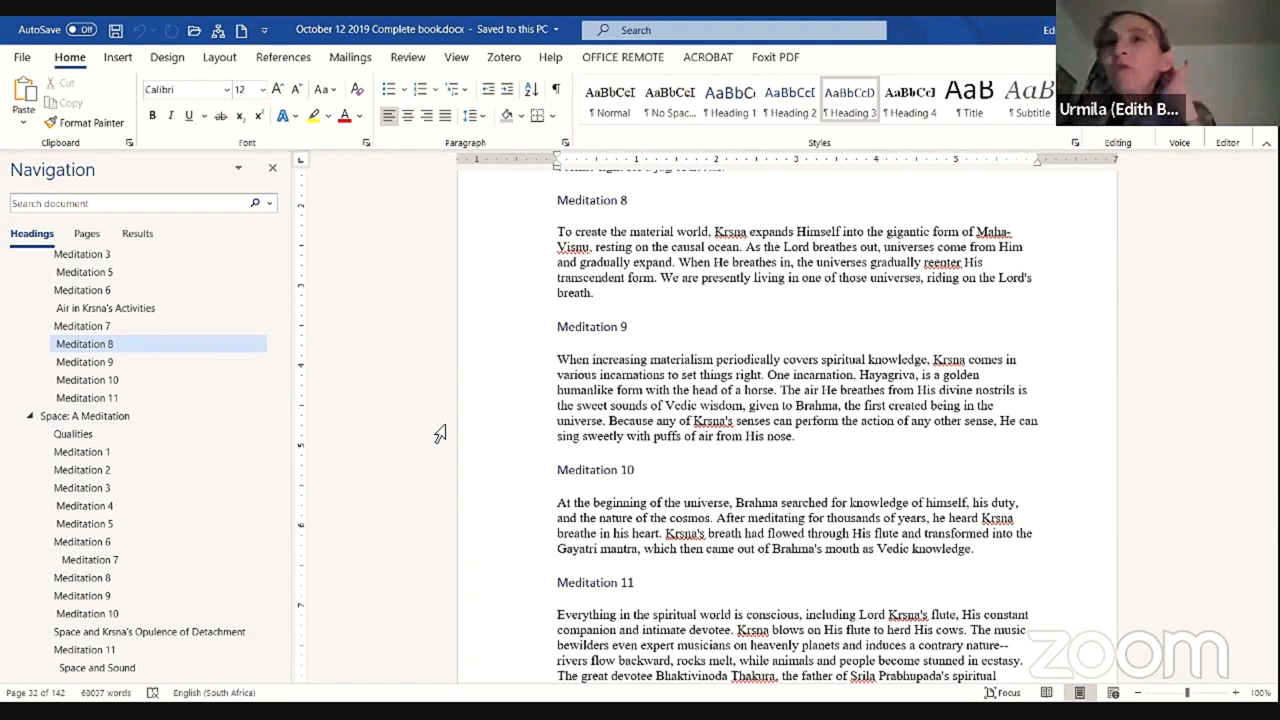 AutoSave Off October 12 2019 Complete book.docx - Saved to this PC Search Ed
File Home Insert Design Layout References Mailings Review View Zotero Help OFFICE REMOTE ACROBAT Foxit PDF
Paste Cut Copy Format Painter
Calibri 12
AaBbCcI AaBbCcI AaBbC AaBbCcI AaBbCcD AaBbCcI AaB AaB
¶ Normal ¶ No Spac... ¶ Heading 1 ¶ Heading 2 ¶ Heading 3 ¶ Heading 4 ¶ Title ¶ Subtitle
Urmila (Edith B...
Clipboard Font Paragraph Styles Editing Voice Editor
Navigation
Search document
Headings Pages Results
Meditation 3
Meditation 5
Meditation 6
Air in Krsna's Activities
Meditation 7
Meditation 8
Meditation 9
Meditation 10
Meditation 11
Space: A Meditation
Qualities
Meditation 1
Meditation 2
Meditation 3
Meditation 4
Meditation 5
Meditation 6
Meditation 7
Meditation 8
Meditation 9
Meditation 10
Space and Krsna's Opulence of Detachment
Meditation 11
Space and Sound
Meditation 8
To create the material world, Krsna expands Himself into the gigantic form of Maha-
Visnu, resting on the causal ocean. As the Lord breathes out, universes come from Him
and gradually expand. When He breathes in, the universes gradually reenter His
transcendent form. We are presently living in one of those universes, riding on the Lord's
breath.
Meditation 9
When increasing materialism periodically covers spiritual knowledge, Krsna comes in
various incarnations to set things right. One incarnation, Hayagriva, is a golden
humanlike form with the head of a horse. The air He breathes from His divine nostrils is
the sweet sounds of Vedic wisdom, given to Brahma, the first created being in the
universe. Because any of Krsna's senses can perform the action of any other sense, He can
sing sweetly with puffs of air from His nose.
Meditation 10
At the beginning of the universe, Brahma searched for knowledge of himself, his duty,
and the nature of the cosmos. After meditating for thousands of years, he heard Krsna
breathe in his heart. Krsna's breath had flowed through His flute and transformed into the
Gayatri mantra, which then came out of Brahma's mouth as Vedic knowledge.
Meditation 11
Everything in the spiritual world is conscious, including Lord Krsna's flute, His constant
companion and intimate devotee. Krsna blows on His flute to herd His cows. The music
bewilders even expert musicians on heavenly planets and induces a contrary nature--
rivers flow backward, rocks melt, while animals and people become stunned in ecstasy.
The great devotee Bhaktivinoda Thakura, the father of Srila Prabhupada's spiritual
zoom
Page 32 of 142 68037 words English (South Africa) Focus 100%